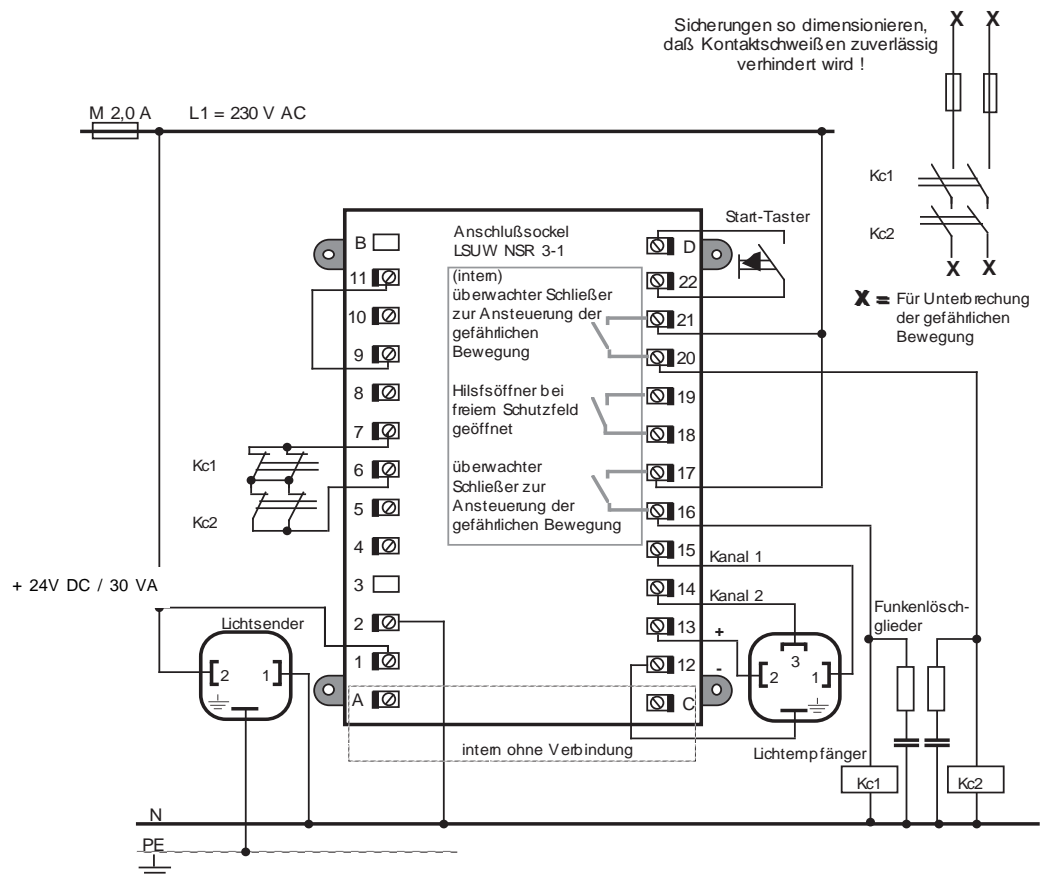 Sicherungen so dimensionieren,
daß Kontaktschweißen zuverlässig
verhindert wird !
X X
M 2,0 A
L1 = 230 V AC
Kc1
Kc2
X X
X = Für Unterbrechung
der gefährlichen
Bewegung
Start-Taster
Anschlußsockel
LSUW NSR 3-1
(intern)
überwachter Schließer
zur Ansteuerung der
gefährlichen
Bewegung
Hilsfsöffner bei
freiem Schutzfeld
geöffnet
überwachter
Schließer zur
Ansteuerung der
gefährlichen Bewegung
B
11
10
9
8
7
6
5
4
3
2
1
A
D
22
21
20
19
18
17
16
15
14
13
12
C
Kc1
Kc2
+ 24V DC / 30 VA
Lichtsender
2 1
Kanal 1
Kanal 2
+
-
3
2 1
Lichtempfänger
Funkenlösch-
glieder
intern ohne Verbindung
Kc1
Kc2
N
PE